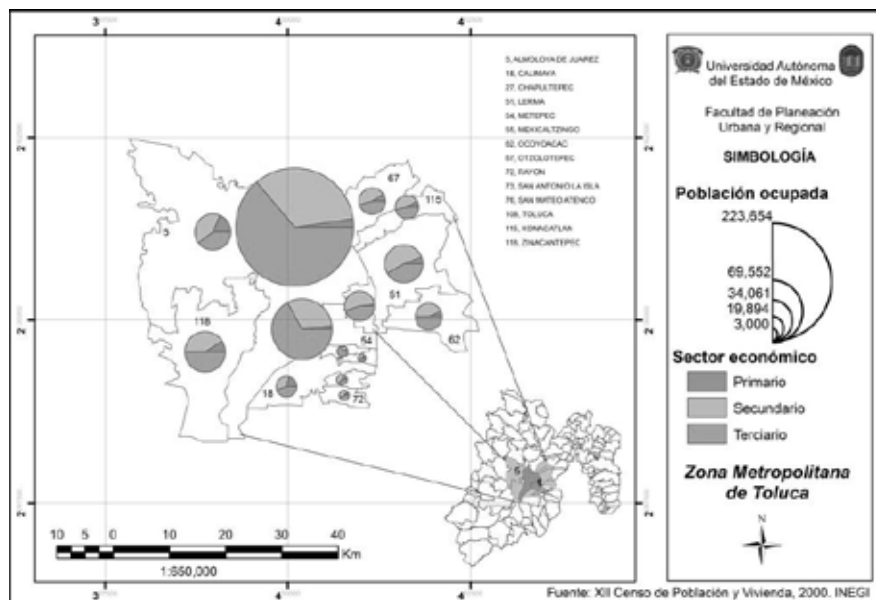 5, ALMOLOYA DE JUAREZ
18, CALIMAYA
27, CHAPULTEPEC
51, LERMA
54, METEPEC
55, MEXICALTZINGO
62, OCOYOACAC
67, OTZOLOTEPEC
72, RAYON
73, SAN ANTONIO LA ISLA
76, SAN MATEO ATENCO
TOLUCA
115, XONACATLAN
118, ZINACANTEPEC
67
115
5
51
118
62
54
18
72
10 5 0 10 20 30 40
Km
1:650,000
Universidad Autónoma
del Estado de México
Facultad de Planeación
Urbana y Regional
SIMBOLOGÍA
Población ocupada
223,654
69,552
34,061
19,894
3,000
Sector económico
Primario
Secundario
Terciario
Zona Metropolitana
de Toluca
N
Fuente: XII Censo de Población y Vivienda, 2000. INEGI